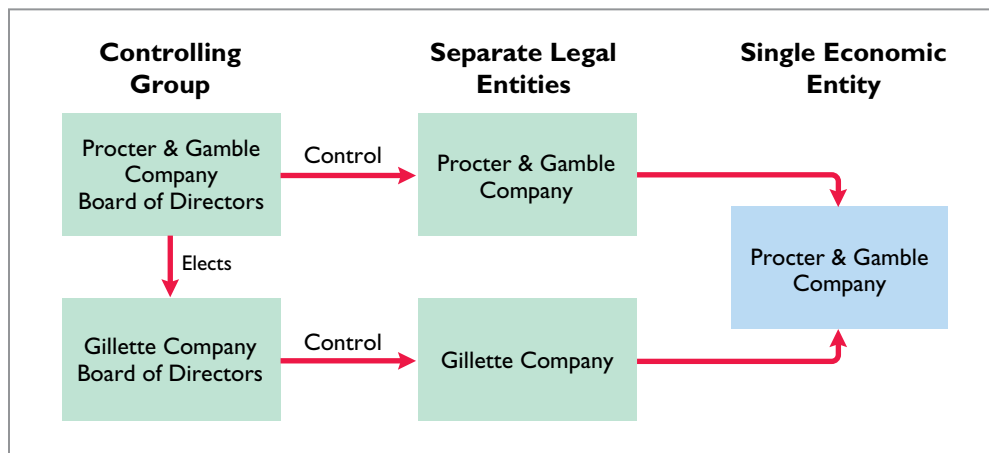 Controlling
Group
Separate Legal
Entities
Single Economic
Entity
Procter & Gamble
Company
Board of Directors
Control
Procter & Gamble
Company
Elects
Procter & Gamble
Company
Gillette Company
Board of Directors
Control
Gillette Company